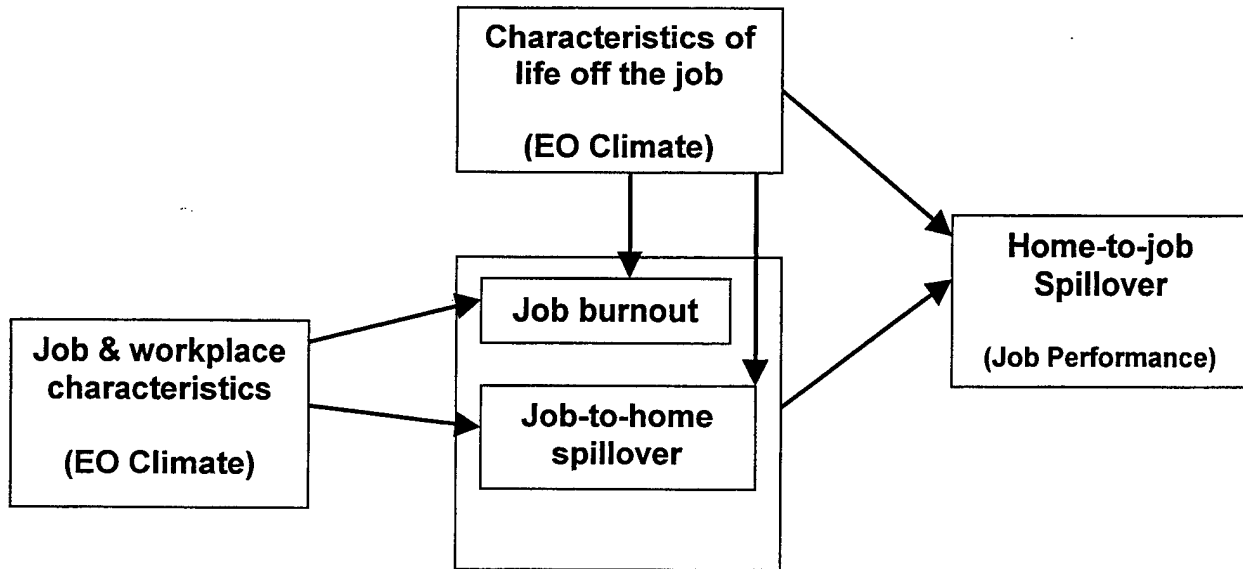 Characteristics of
life off the job
(EO Climate)
Home-to-job
Spillover
(Job Performance)
Job burnout
Job & workplace
characteristics
(EO Climate)
Job-to-home
spillover